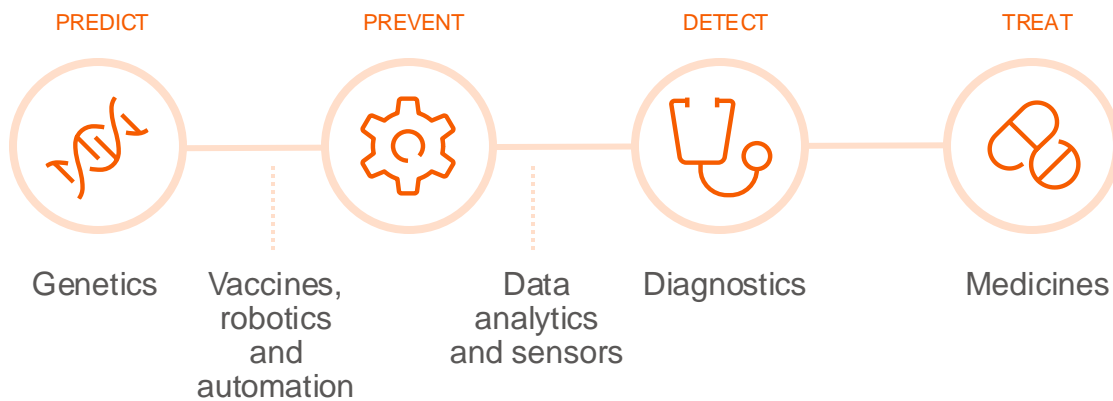 PREDICT
PREVENT
DETECT
TREAT
Genetics
Vaccines,
robotics
and
automation
Data
analytics
and sensors
Diagnostics
Medicines